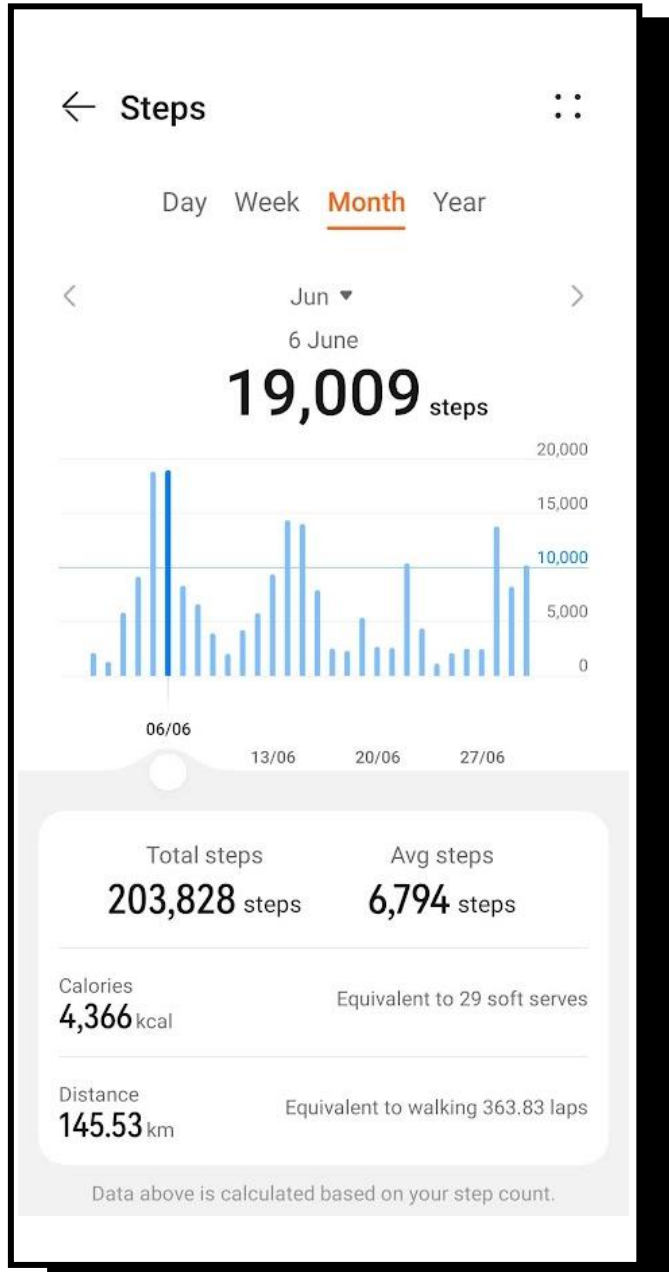 Steps
Day Week Month Year
Jun
6 June
19,009 steps
20,000
15,000
10,000
5,000
0
06/06
13/06 20/06 27/06
Total steps Avg steps
203,828 steps 6,794 steps
Calories
4,366 kcal
Equivalent to 29 soft serves
Distance
145.53 km
Equivalent to walking 363.83 laps
Data above is calculated based on your step count.